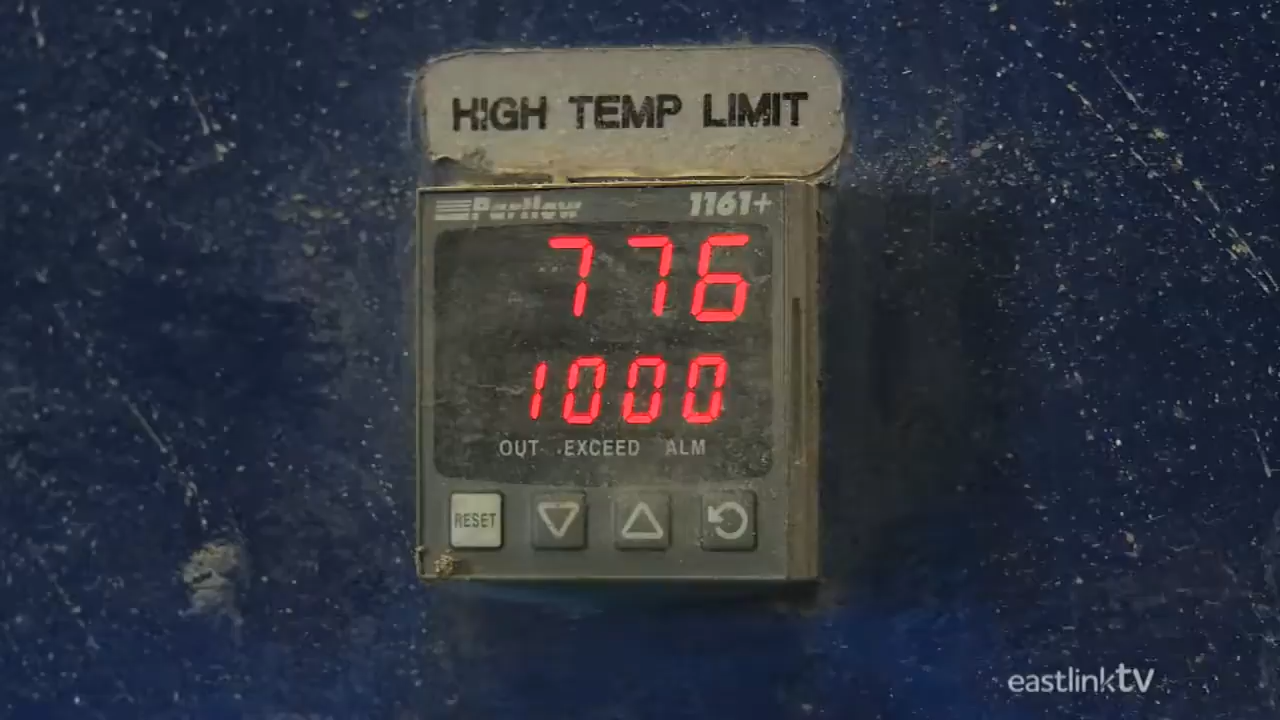 HIGH TEMP LIMIT
Partlow 1161+
776
1000
OUT EXCEED ALM
RESET
eastlinktv